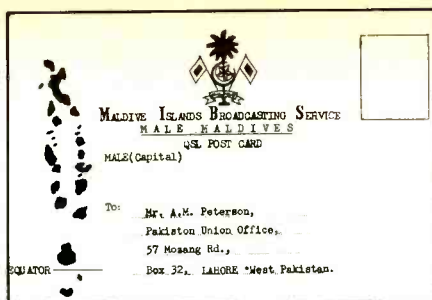 MALDIVE ISLANDS BROADCASTING SERVICE
MALE MALDIVES
QSL POST CARD
MALE(Capital)
To: Mr. A.M. Peterson,
Pakiston Union Office,
57 Mozang Rd.,
EQUATOR Box 32, LAHORE West Pakistan.